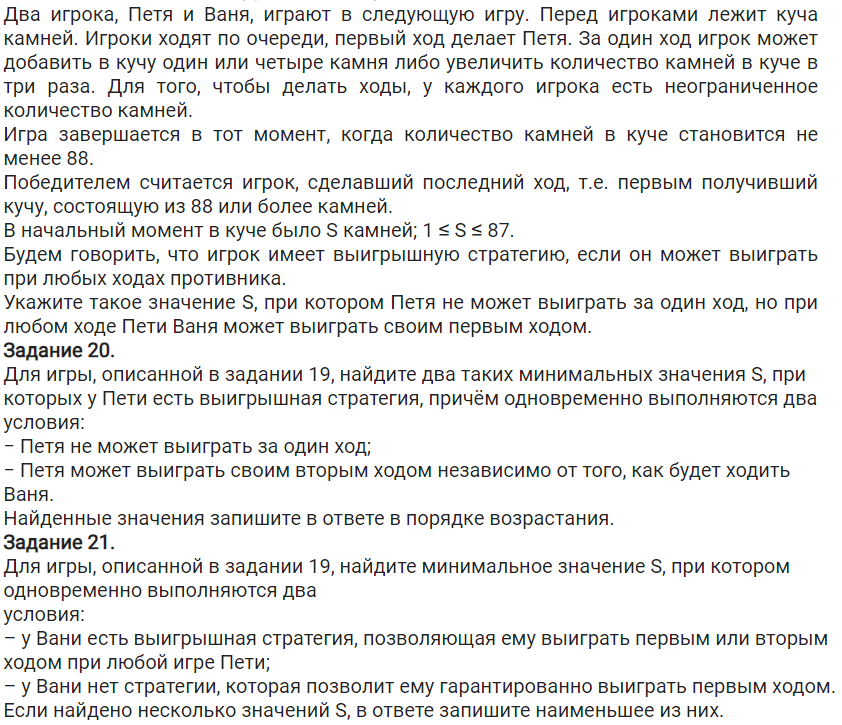 Два игрока, Петя и Ваня, играют в следующую игру. Перед игроками лежит куча
камней. Игроки ходят по очереди, первый ход делает Петя. За один ход игрок может
добавить в кучу один или четыре камня либо увеличить количество камней в куче в
три раза. Для того, чтобы делать ходы, у каждого игрока есть неограниченное
количество камней.
Игра завершается в тот момент, когда количество камней в куче становится не
менее 88.
Победителем считается игрок, сделавший последний ход, т.е. первым получивший
кучу, состоящую из 88 или более камней.
В начальный момент в куче было S камней; 1 ≤ S ≤ 87.
Будем говорить, что игрок имеет выигрышную стратегию, если он может выиграть
при любых ходах противника.
Укажите такое значение S, при котором Петя не может выиграть за один ход, но при
любом ходе Пети Ваня может выиграть своим первым ходом.
Задание 20.
Для игры, описанной в задании 19, найдите два таких минимальных значения S, при
которых у Пети есть выигрышная стратегия, причём одновременно выполняются два
условия:
− Петя не может выиграть за один ход;
− Петя может выиграть своим вторым ходом независимо от того, как будет ходить
Ваня.
Найденные значения запишите в ответе в порядке возрастания.
Задание 21.
Для игры, описанной в задании 19, найдите минимальное значение S, при котором
одновременно выполняются два
условия:
– у Вани есть выигрышная стратегия, позволяющая ему выиграть первым или вторым
ходом при любой игре Пети;
– у Вани нет стратегии, которая позволит ему гарантированно выиграть первым ходом.
Если найдено несколько значений S, в ответе запишите наименьшее из них.